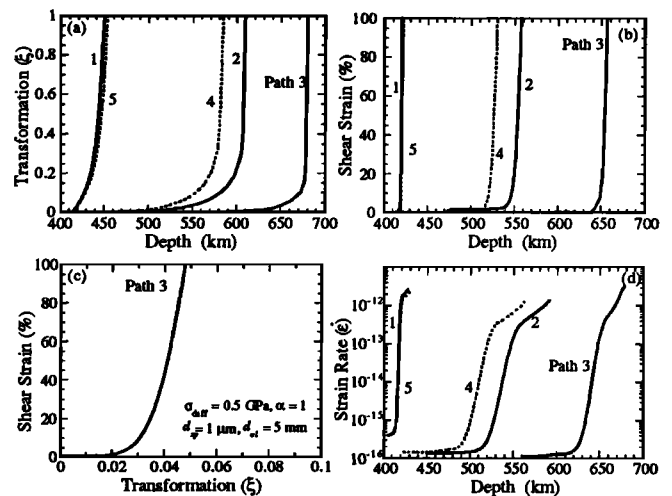 (a)
Transformation (ξ)
1
0.8
0.6
0.4
0.2
0
400 450 500 550 600 650 700
Depth (km)
1
5
4
2
Path 3
(b)
Shear Strain (%)
100
80
60
40
20
0
400 450 500 550 600 650 700
Depth (km)
1
5
4
2
Path 3
(c)
Shear Strain (%)
100
80
60
40
20
0
0 0.02 0.04 0.06 0.08 0.1
Transformation (ξ)
Path 3
σdiff = 0.5 GPa, α = 1
= 1 μm, dol = 5 mm
(d)
Strain Rate (ε̇)
10-12
10-13
10-14
10-15
10-14
400 450 500 550 600 650 700
Depth (km)
1
5
4
2
Path 3